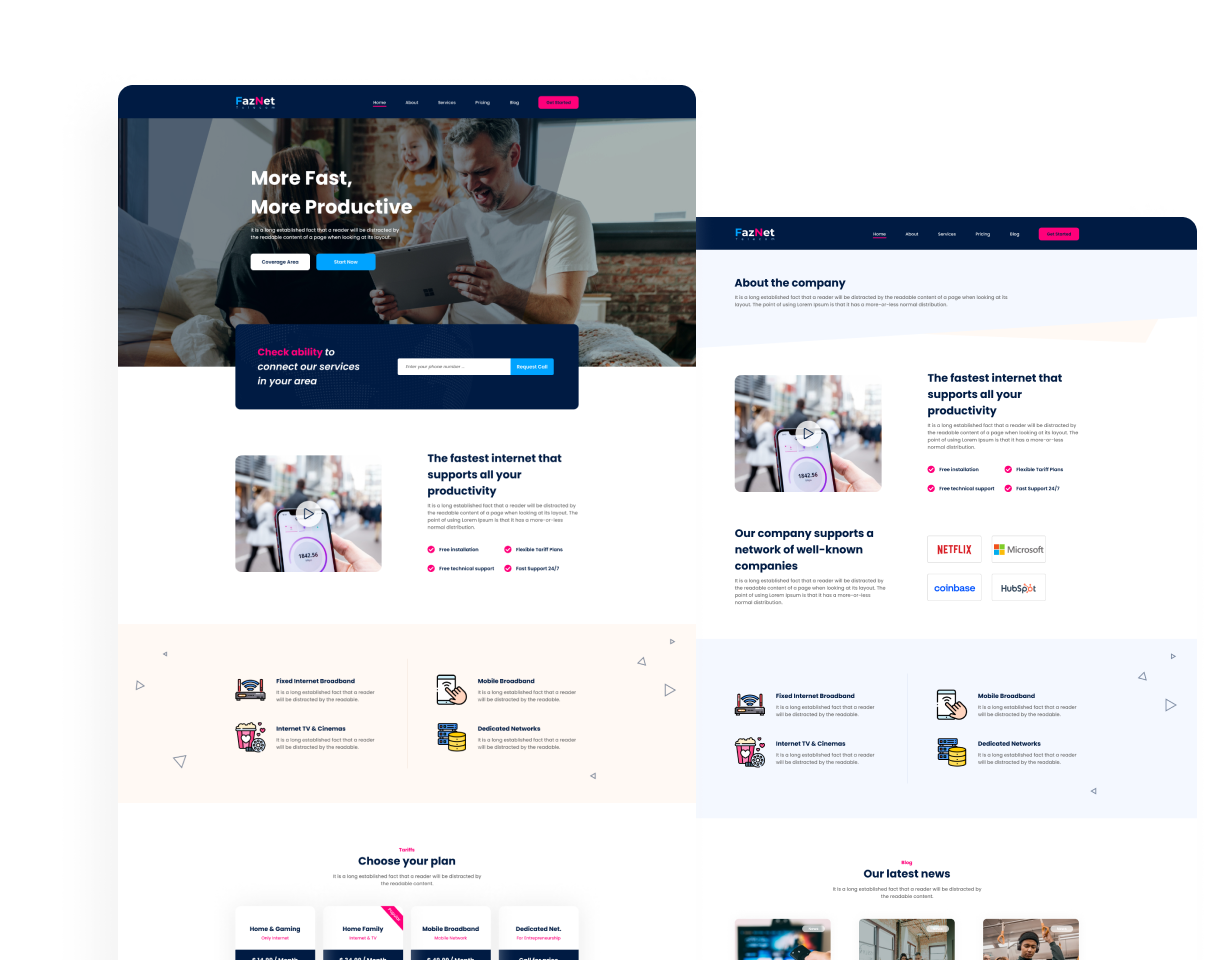 FazNet
Telecom
Home About Services Pricing Blog Get Started
More Fast,
More Productive
It is a long established fact that a reader will be distracted by
the readable content of a page when looking at its layout.
Coverage Area Start Now
Check ability to
connect our services
in your area
Enter your phone number ... Request Call
The fastest internet that
supports all your
productivity
It is a long established fact that a reader will be distracted by
the readable content of a page when looking at its layout. The
point of using Lorem Ipsum is that it has a more-or-less
normal distribution.
1842.56
Free installation Flexible Tariff Plans
Free technical support Fast Support 24/7
Fixed Internet Broadband
It is a long established fact that a reader
will be distracted by the readable.
Mobile Broadband
It is a long established fact that a reader
will be distracted by the readable.
Internet TV & Cinemas
It is a long established fact that a reader
will be distracted by the readable.
Dedicated Networks
It is a long established fact that a reader
will be distracted by the readable.
Tariffs
Choose your plan
It is a long established fact that a reader will be distracted by
the readable content.
Home & Gaming
Only Internet
Popular
Home Family
Internet & TV
Mobile Broadband
Mobile Network
Dedicated Net.
For Entrepreneurship
FazNet
Telecom
Home About Services Pricing Blog Get Started
About the company
It is a long established fact that a reader will be distracted by the readable content of a page when looking at its
layout. The point of using Lorem Ipsum is that it has a more-or-less normal distribution.
1842.56
The fastest internet that
supports all your
productivity
It is a long established fact that a reader will be distracted by
the readable content of a page when looking at its layout. The
point of using Lorem Ipsum is that it has a more-or-less
normal distribution.
Free installation Flexible Tariff Plans
Free technical support Fast Support 24/7
Our company supports a
network of well-known
companies
It is a long established fact that a reader will be distracted by
the readable content of a page when looking at its layout. The
point of using Lorem Ipsum is that it has a more-or-less
normal distribution.
NETFLIX Microsoft
coinbase HubSpot
Fixed Internet Broadband
It is a long established fact that a reader
will be distracted by the readable.
Mobile Broadband
It is a long established fact that a reader
will be distracted by the readable.
Internet TV & Cinemas
It is a long established fact that a reader
will be distracted by the readable.
Dedicated Networks
It is a long established fact that a reader
will be distracted by the readable.
Blog
Our latest news
It is a long established fact that a reader will be distracted by
the readable content.